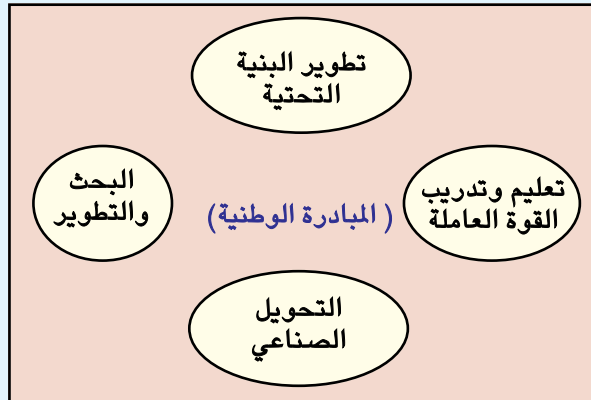 تطوير البنية
التحتية
تعليم وتدريب
القوة العاملة
(المبادرة الوطنية)
البحث
والتطوير
التحويل
الصناعي